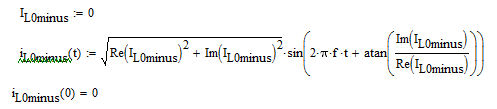 I_L0minus := 0
i_L0minus(t) := √(Re(I_L0minus)² + Im(I_L0minus)²)·sin(2·π·f·t + atan(Im(I_L0minus)/Re(I_L0minus)))
i_L0minus(0) = 0